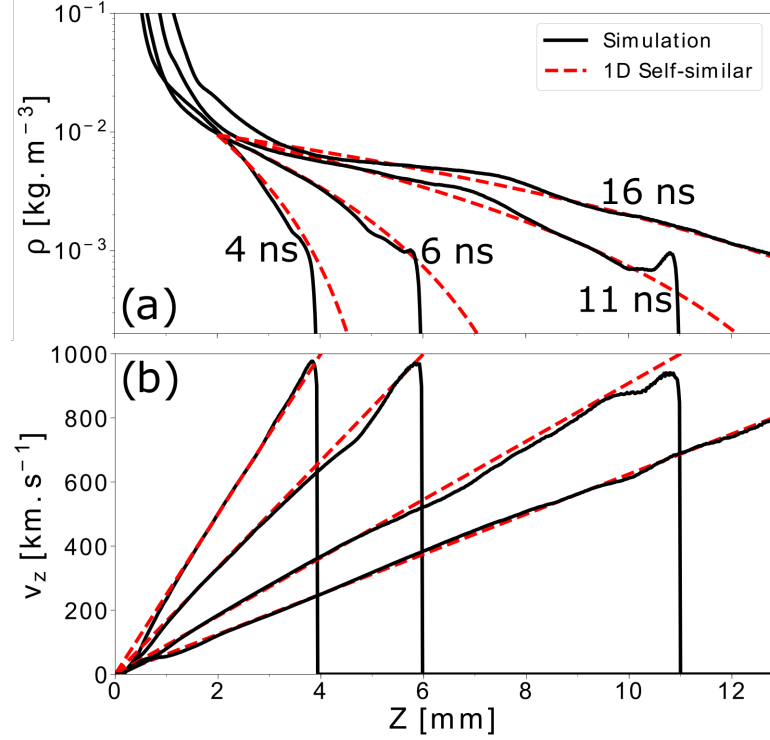 10⁻¹
10⁻²
10⁻³
ρ [kg.m⁻³]
Simulation
1D Self-similar
16 ns
4 ns
6 ns
11 ns
(a)
(b)
1000
800
600
400
200
0
v_z [km.s⁻¹]
0 2 4 6 8 10 12
Z [mm]